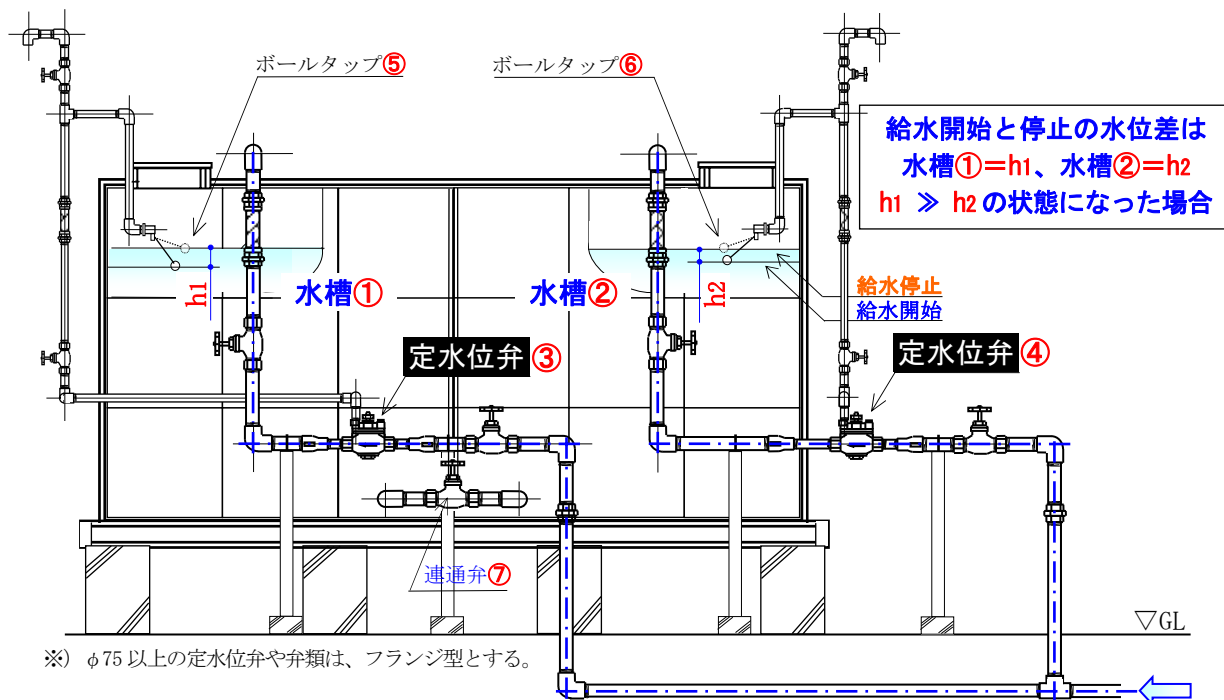 ボールタップ⑤
ボールタップ⑥
給水開始と停止の水位差は
水槽①＝h1、水槽②＝h2
h1 ≫ h2 の状態になった場合
h1
水槽①
水槽②
h2
給水停止
給水開始
定水位弁③
定水位弁④
連通弁⑦
▽GL
※） φ75 以上の定水位弁や弁類は、フランジ型とする。